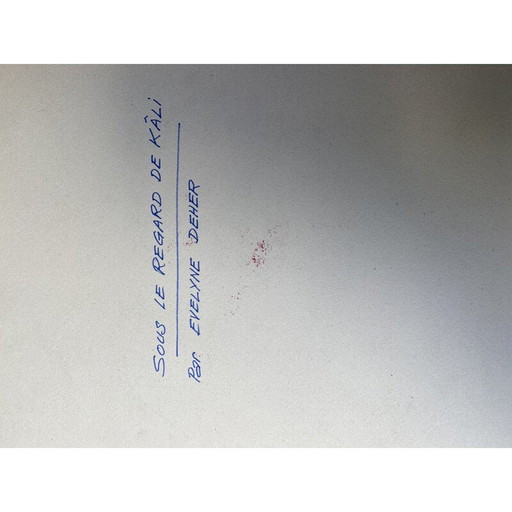 SOUS LE REGARD DE KÂLI
Par EVELYNE DEHER